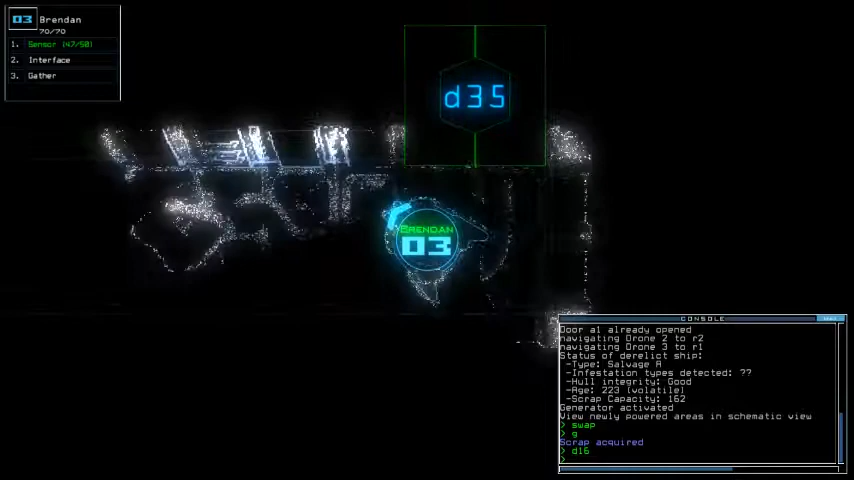 03 Brendan
70/70
1. Sensor (47/50)
2. Interface
3. Gather
d35
BRENDAN
03
CONSOLE
Door a1 already opened
navigating Drone 2 to r2
navigating Drone 3 to r1
Status of derelict ship:
-Type: Salvage A
-Infestation types detected: ??
-Hull integrity: Good
-Age: 223 (volatile)
-Scrap Capacity: 162
Generator activated
View newly powered areas in schematic view
> swap
> g
Scrap acquired
> d16
>